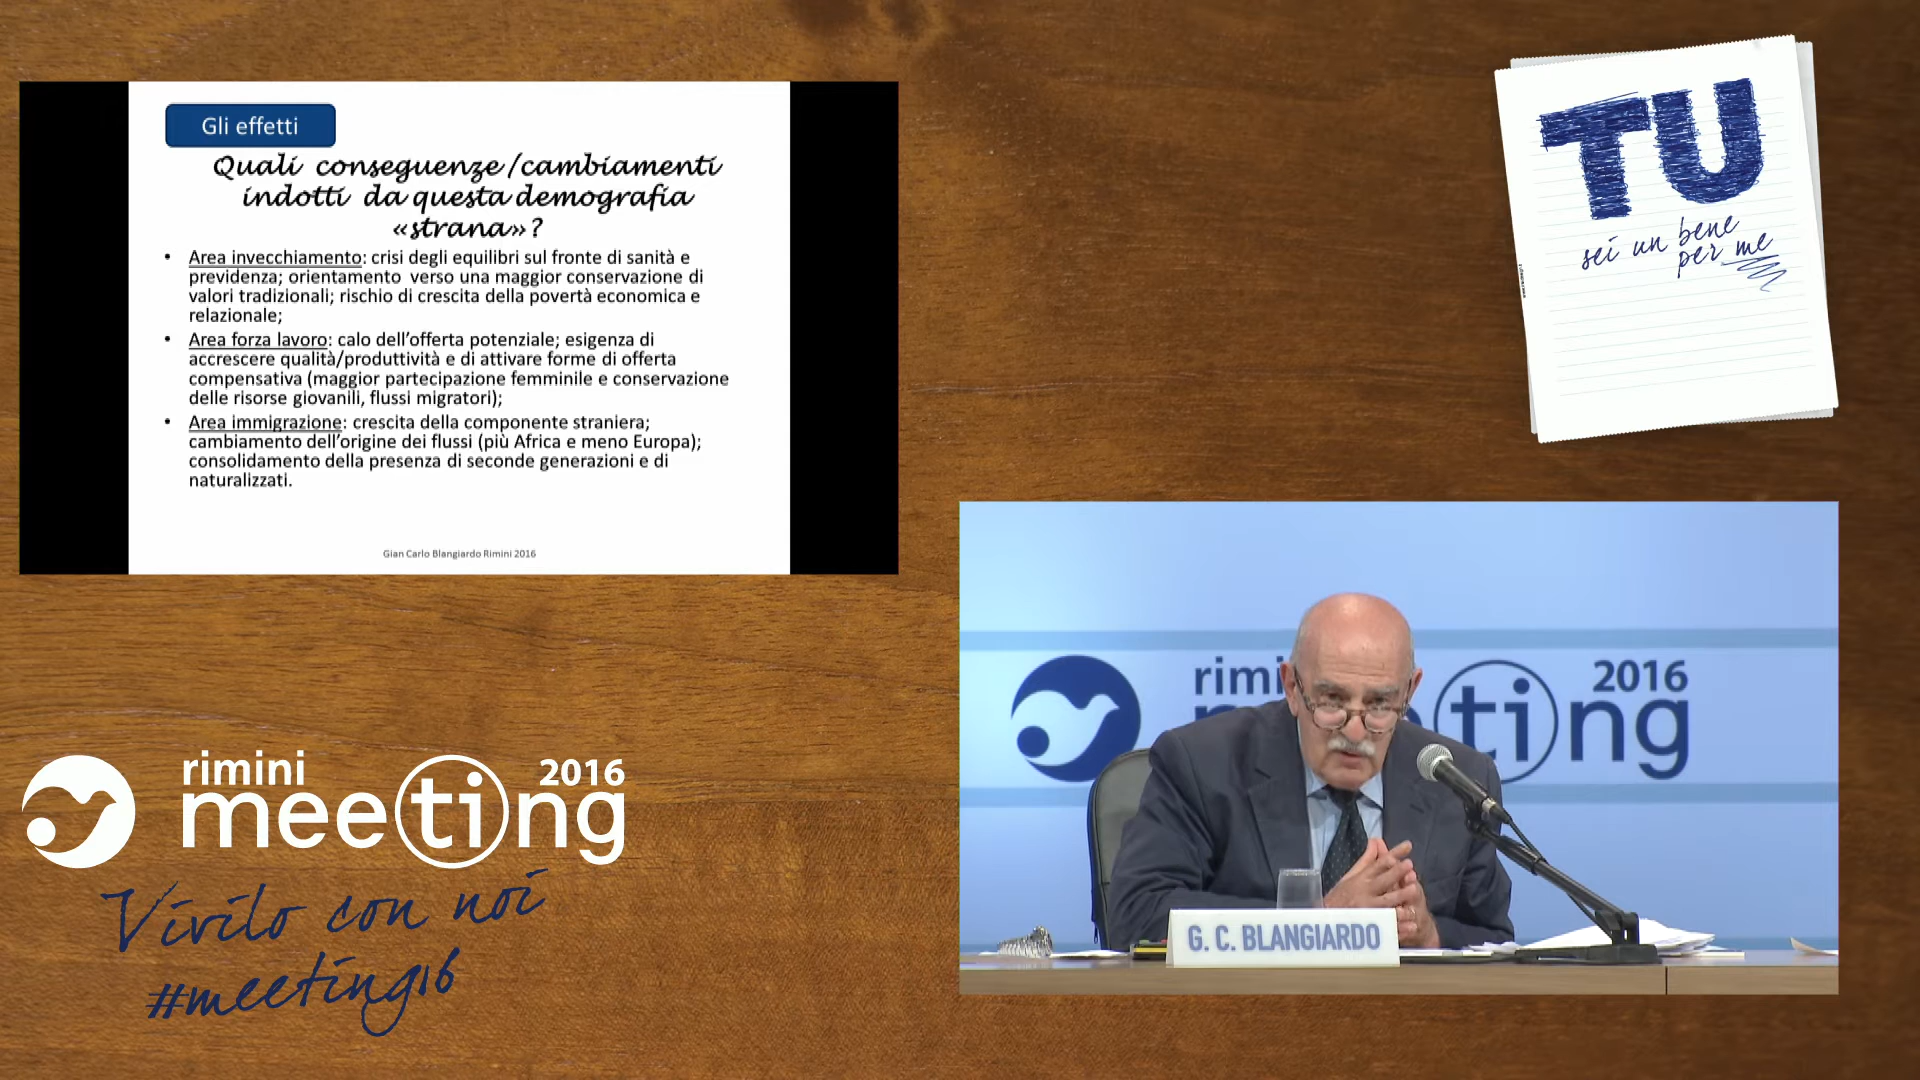 Gli effetti
Quali conseguenze/cambiamenti
indotti da questa demografia
«strana»?
• Area invecchiamento: crisi degli equilibri sul fronte di sanità e
previdenza; orientamento verso una maggior conservazione di
valori tradizionali; rischio di crescita della povertà economica e
relazionale;
• Area forza lavoro: calo dell'offerta potenziale; esigenza di
accrescere qualità/produttività e di attivare forme di offerta
compensativa (maggior partecipazione femminile e conservazione
delle risorse giovanili, flussi migratori);
• Area immigrazione: crescita della componente straniera;
cambiamento dell'origine dei flussi (più Africa e meno Europa);
consolidamento della presenza di seconde generazioni e di
naturalizzati.
Gian Carlo Blangiardo Rimini 2016
TU
sei un bene
per me
rimini 2016
meeting
Vivilo con noi
#meeting16
rimi 2016
ting
G. C. BLANGIARDO